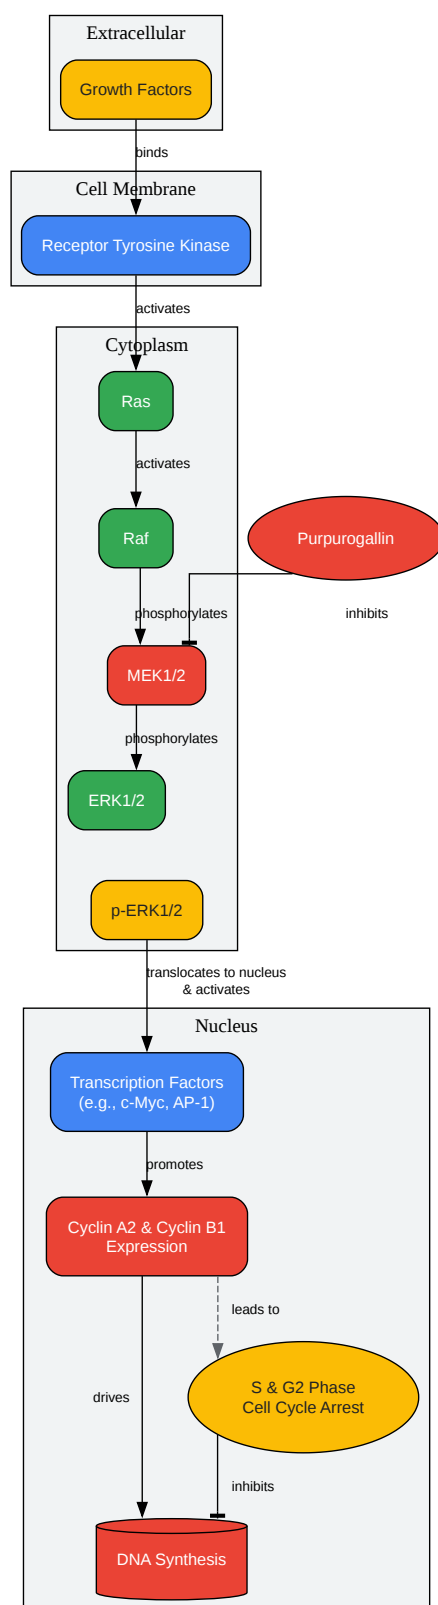 Extracellular
Growth Factors
binds
Cell Membrane
Receptor Tyrosine Kinase
activates
Cytoplasm
Ras
activates
Raf
Purpurogallin
phosphorylates
inhibits
MEK1/2
phosphorylates
ERK1/2
p-ERK1/2
translocates to nucleus
& activates
Nucleus
Transcription Factors
(e.g., c-Myc, AP-1)
promotes
Cyclin A2 & Cyclin B1
Expression
leads to
drives
S & G2 Phase
Cell Cycle Arrest
inhibits
DNA Synthesis